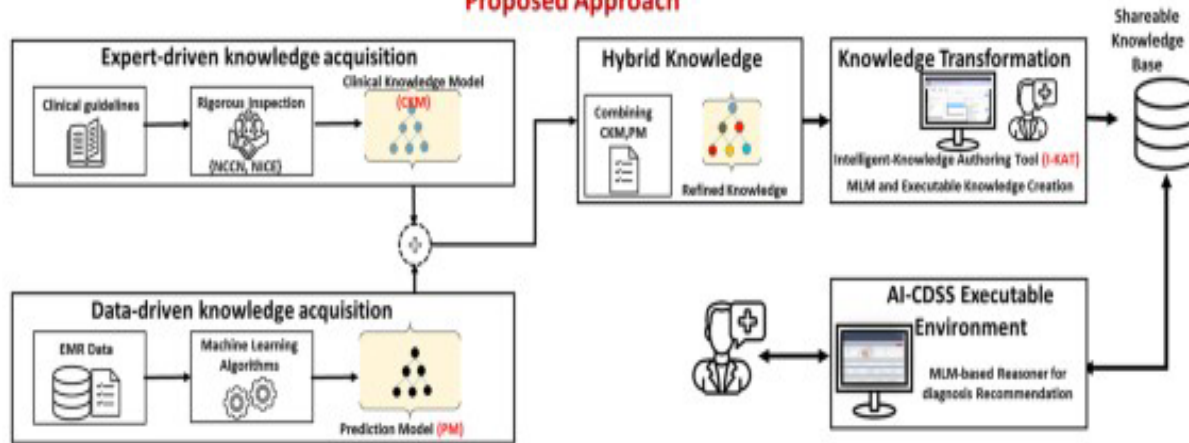 Proposed Approach
Expert-driven knowledge acquisition
Clinical guidelines
Rigorous Inspection
(NCCN, NICE)
Clinical Knowledge Model
(CKM)
Data-driven knowledge acquisition
EMR Data
Machine Learning
Algorithms
Prediction Model (PM)
Hybrid Knowledge
Combining
CKM,PM
Refined Knowledge
Knowledge Transformation
Intelligent-Knowledge Authoring Tool (I-KAT)
MLM and Executable Knowledge Creation
Shareable
Knowledge
Base
AI-CDSS Executable
Environment
MLM-based Reasoner for
diagnosis Recommendation